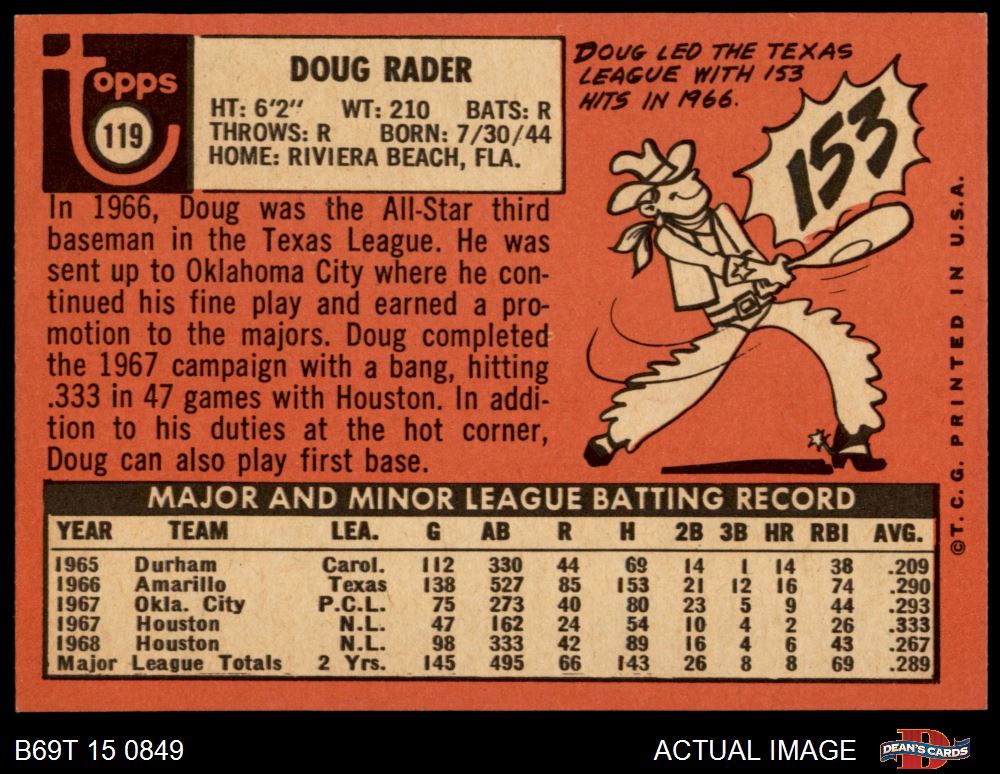 Topps
119
DOUG RADER
HT: 6'2" WT: 210 BATS: R
THROWS: R BORN: 7/30/44
HOME: RIVIERA BEACH, FLA.
DOUG LED THE TEXAS
LEAGUE WITH 153
HITS IN 1966.
153
In 1966, Doug was the All-Star third
baseman in the Texas League. He was
sent up to Oklahoma City where he con-
tinued his fine play and earned a pro-
motion to the majors. Doug completed
the 1967 campaign with a bang, hitting
.333 in 47 games with Houston. In addi-
tion to his duties at the hot corner,
Doug can also play first base.
MAJOR AND MINOR LEAGUE BATTING RECORD
YEAR TEAM LEA. G AB R H 2B 3B HR RBI AVG.
1965 Durham Carol. 112 330 44 69 14 1 14 38 .209
1966 Amarillo Texas 138 527 85 153 21 12 16 74 .290
1967 Okla. City P.C.L. 75 273 40 80 23 5 9 44 .293
1967 Houston N.L. 47 162 24 54 10 4 2 26 .333
1968 Houston N.L. 98 333 42 89 16 4 6 43 .267
Major League Totals 2 Yrs. 145 495 66 143 26 8 8 69 .289
©T.C.G. PRINTED IN U.S.A.
B69T 15 0849
ACTUAL IMAGE
DEAN'S CARDS